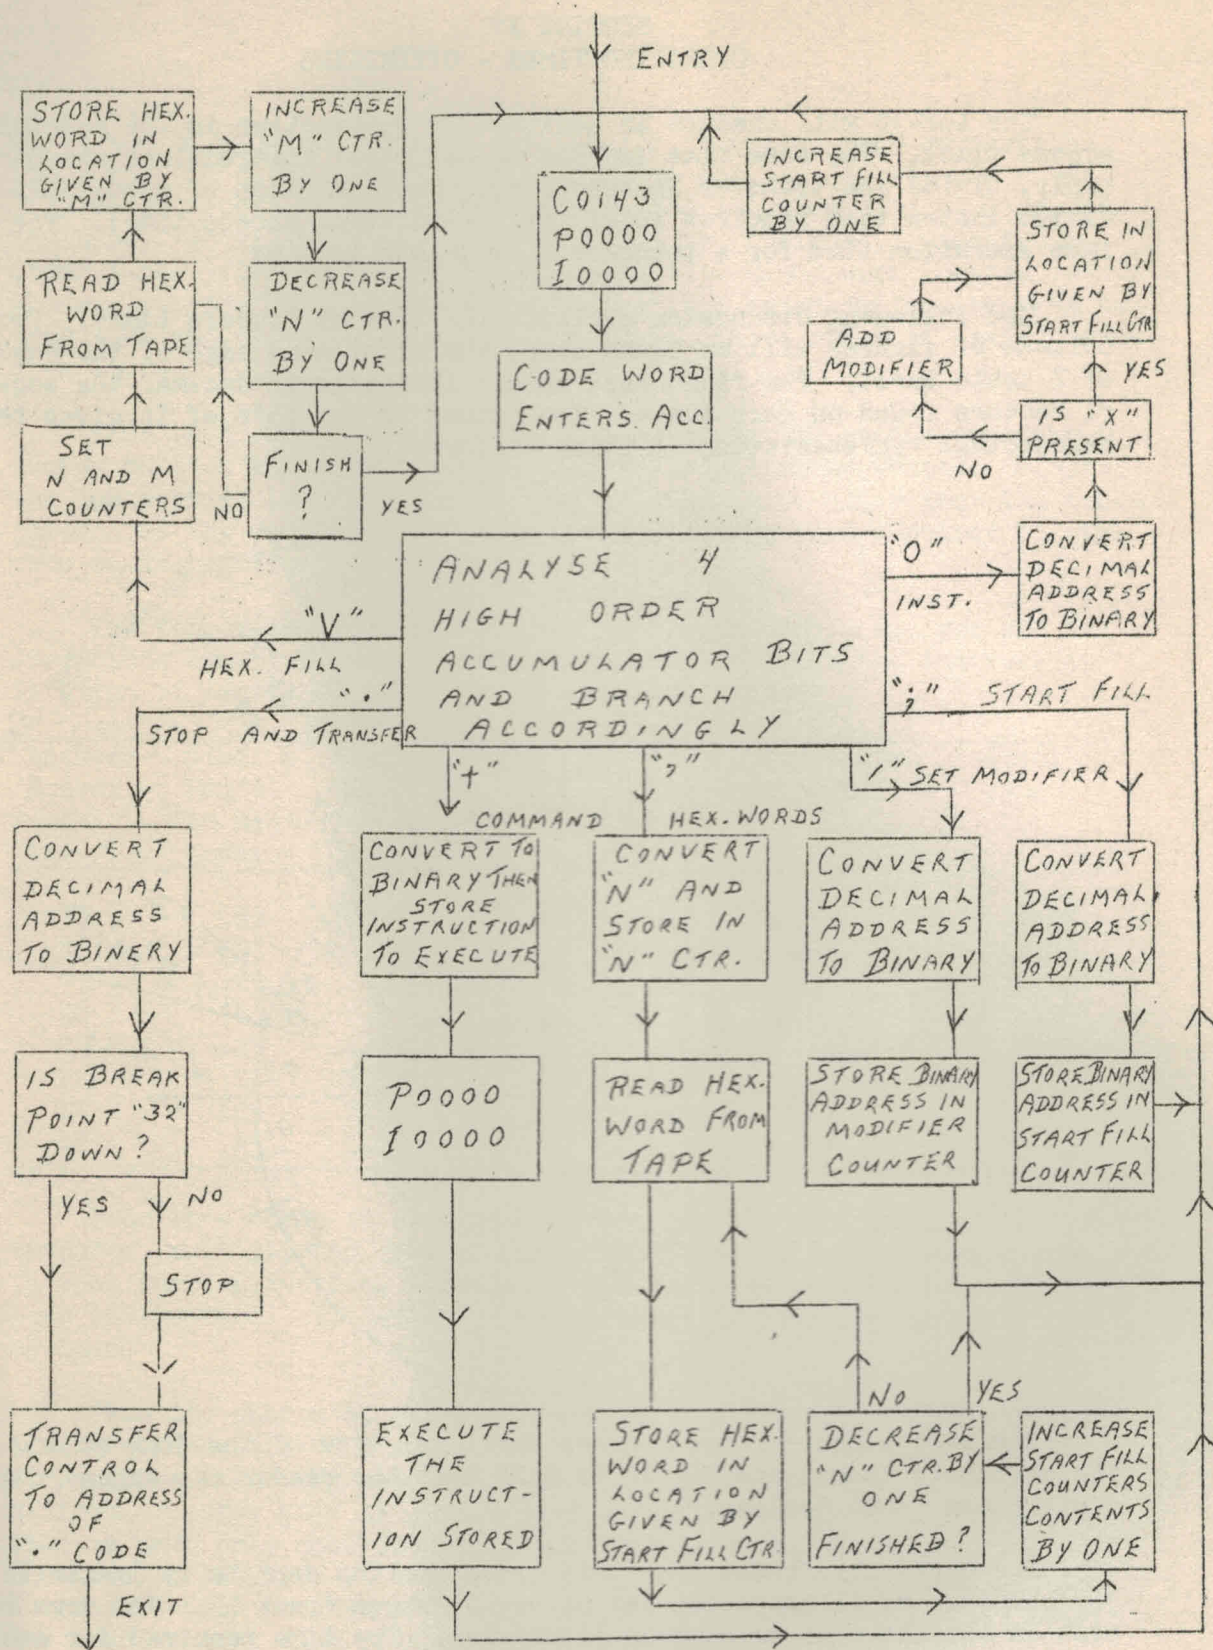 ENTRY
STORE HEX.
WORD IN
LOCATION
GIVEN BY
"M" CTR.
INCREASE
"M" CTR.
BY ONE
READ HEX.
WORD
FROM TAPE
DECREASE
"N" CTR.
BY ONE
SET
N AND M
COUNTERS
NO
FINISH
?
YES
C0143
P0000
I0000
CODE WORD
ENTERS. ACC.
INCREASE
START FILL
COUNTER
BY ONE
STORE IN
LOCATION
GIVEN BY
START FILL CTR
ADD
MODIFIER
YES
IS "X"
PRESENT
NO
CONVERT
DECIMAL
ADDRESS
TO BINARY
"O"
INST.
ANALYSE 4
HIGH ORDER
ACCUMULATOR BITS
AND BRANCH
ACCORDINGLY
"V"
HEX. FILL
"."
STOP AND TRANSFER
"+"
COMMAND
","
HEX. WORDS
"/" SET MODIFIER
";" START FILL
CONVERT
DECIMAL
ADDRESS
TO BINERY
CONVERT TO
BINARY THEN
STORE
INSTRUCTION
TO EXECUTE
CONVERT
"N" AND
STORE IN
"N" CTR.
CONVERT
DECIMAL
ADDRESS
TO BINARY
CONVERT
DECIMAL
ADDRESS
TO BINARY
IS BREAK
POINT "32"
DOWN?
YES
NO
STOP
P0000
I0000
READ HEX.
WORD FROM
TAPE
STORE BINARY
ADDRESS IN
MODIFIER
COUNTER
STORE BINARY
ADDRESS IN
START FILL
COUNTER
TRANSFER
CONTROL
TO ADDRESS
OF
"." CODE
EXIT
EXECUTE
THE
INSTRUCT-
ION STORED
STORE HEX.
WORD IN
LOCATION
GIVEN BY
START FILL CTR
NO
YES
DECREASE
"N" CTR. BY
ONE
FINISHED?
INCREASE
START FILL
COUNTERS
CONTENTS
BY ONE